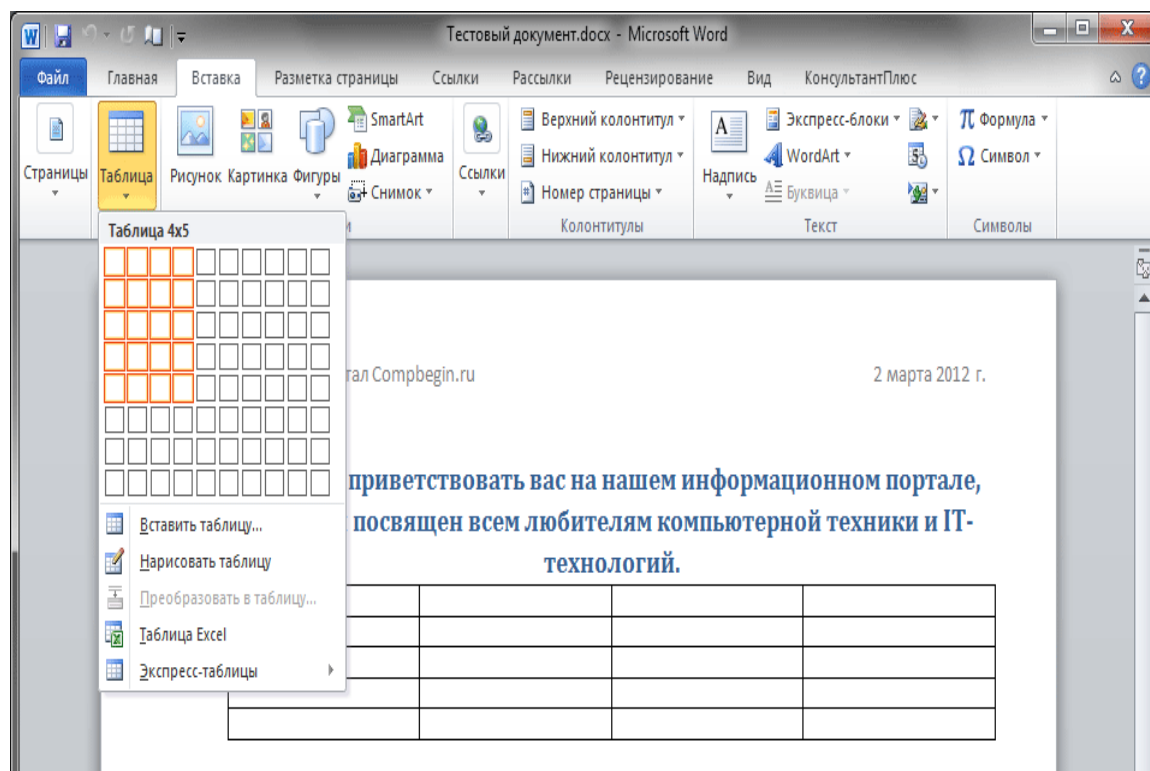 Тестовый документ.docx - Microsoft Word
Файл Главная Вставка Разметка страницы Ссылки Рассылки Рецензирование Вид КонсультантПлюс
Страницы
Таблица
Рисунок Картинка Фигуры
SmartArt
Диаграмма
Снимок
Ссылки
Верхний колонтитул
Нижний колонтитул
Номер страницы
Колонтитулы
Надпись
Экспресс-блоки
WordArt
Буквица
Текст
Формула
Символ
Символы
Таблица 4x5
Вставить таблицу...
Нарисовать таблицу
Преобразовать в таблицу...
Таблица Excel
Экспресс-таблицы
Compbegin.ru 2 марта 2012 г.
приветствовать вас на нашем информационном портале,
посвящен всем любителям компьютерной техники и IT-
технологий.